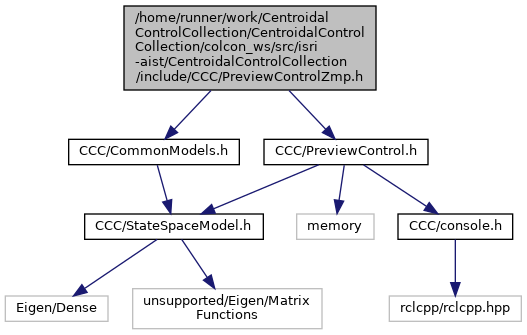 /home/runner/work/Centroidal
ControlCollection/CentroidalControl
Collection/colcon_ws/src/isri
-aist/CentroidalControlCollection
/include/CCC/PreviewControlZmp.h
CCC/CommonModels.h
CCC/PreviewControl.h
CCC/StateSpaceModel.h
memory
CCC/console.h
Eigen/Dense
unsupported/Eigen/Matrix
Functions
rclcpp/rclcpp.hpp